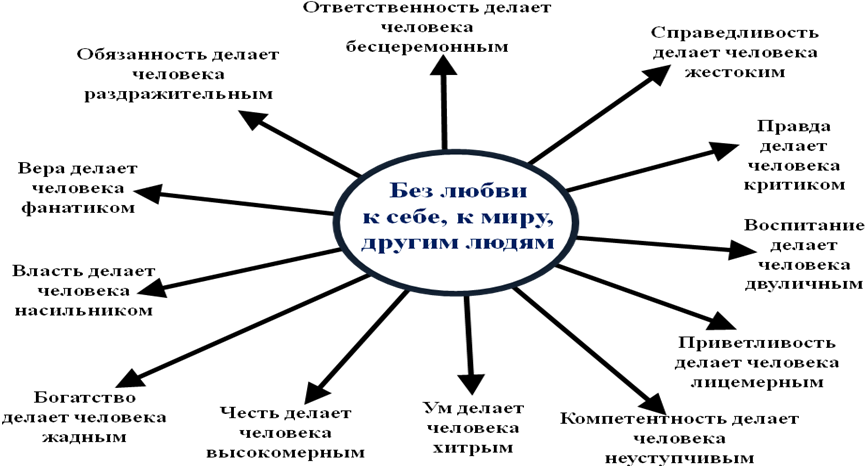 Ответственность делает
человека
бесцеремонным
Обязанность делает
человека
раздражительным
Справедливость
делает человека
жестоким
Правда
делает
человека
критиком
Вера делает
человека
фанатиком
Без любви
к себе, к миру,
другим людям
Воспитание
делает
человека
двуличным
Власть делает
человека
насильником
Приветливость
делает человека
лицемерным
Богатство
делает человека
жадным
Честь делает
человека
высокомерным
Ум делает
человека
хитрым
Компетентность делает
человека
неуступчивым